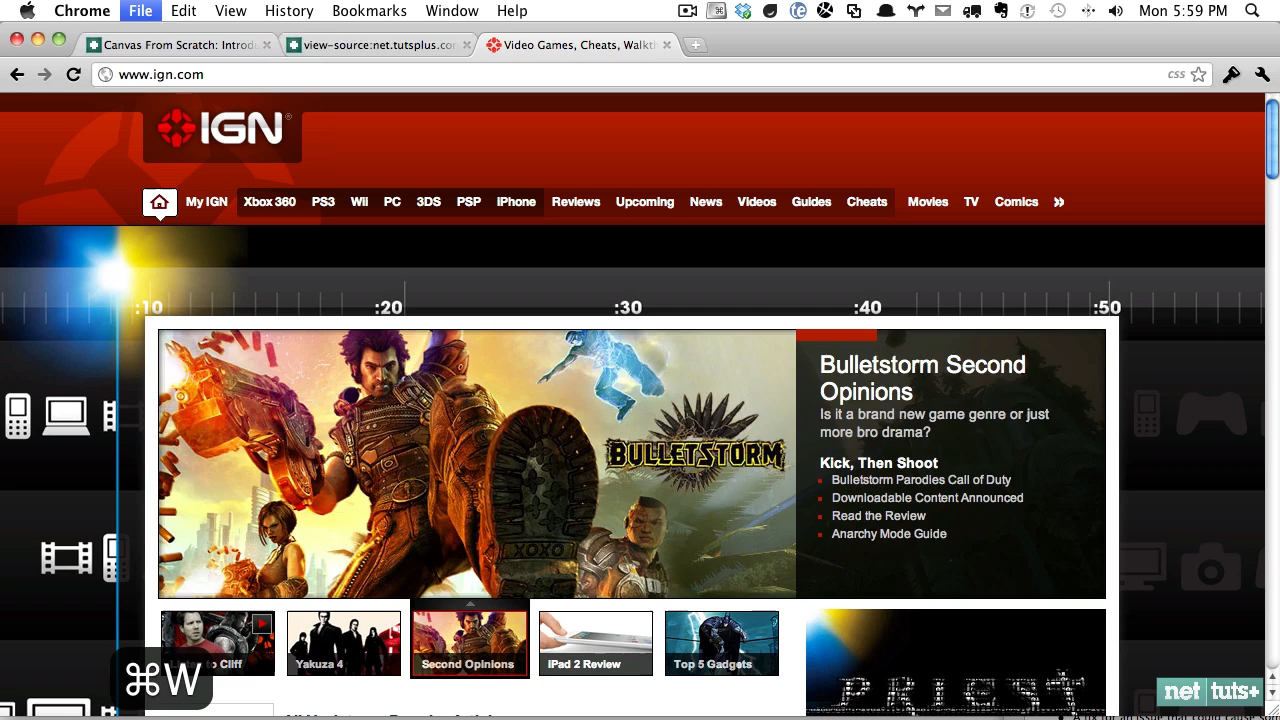 Chrome File Edit View History Bookmarks Window Help Mon 5:59 PM
Canvas From Scratch: Introdu view-source:net.tutsplus.co Video Games, Cheats, Walkt
www.ign.com css
IGN
My IGN Xbox 360 PS3 Wii PC 3DS PSP iPhone Reviews Upcoming News Videos Guides Cheats Movies TV Comics »
:10 :20 :30 :40 :50
BULLETSTORM
XOXO
Bulletstorm Second
Opinions
Is it a brand new game genre or just
more bro drama?
Kick, Then Shoot
Bulletstorm Parodies Call of Duty
Downloadable Content Announced
Read the Review
Anarchy Mode Guide
Listen to Cliff Yakuza 4 Second Opinions iPad 2 Review Top 5 Gadgets
⌘W
PRIEST
net tuts+